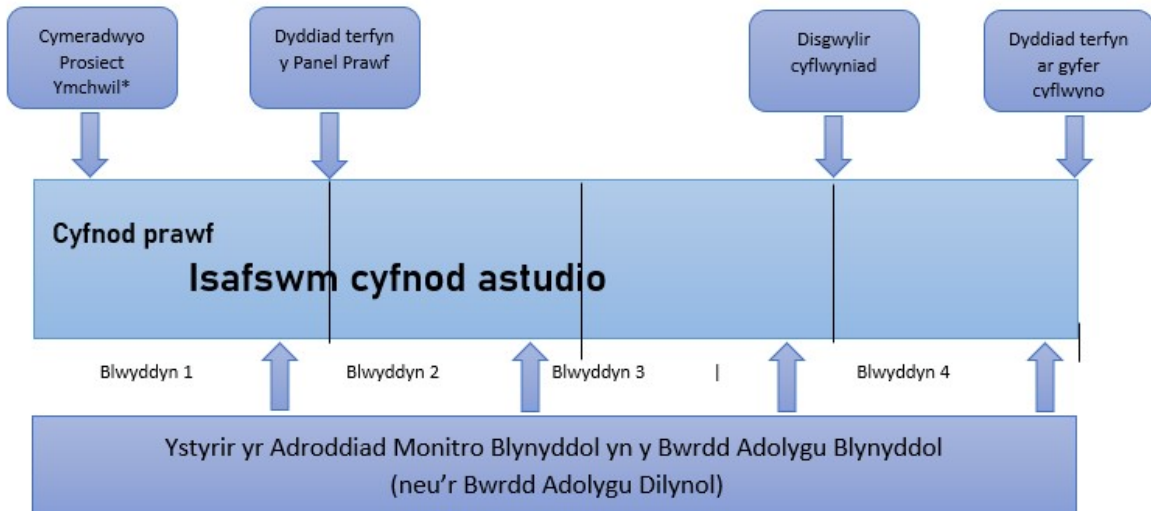 Cymeradwyo
Prosiect
Ymchwil*
Dyddiad terfyn
y Panel Prawf
Disgwylir
cyflwyniad
Dyddiad terfyn
ar gyfer
cyflwyno
Cyfnod prawf
Isafswm cyfnod astudio
Blwyddyn 1
Blwyddyn 2
Blwyddyn 3 |
Blwyddyn 4
Ystyrir yr Adroddiad Monitro Blynyddol yn y Bwrdd Adolygu Blynyddol
(neu'r Bwrdd Adolygu Dilynol)